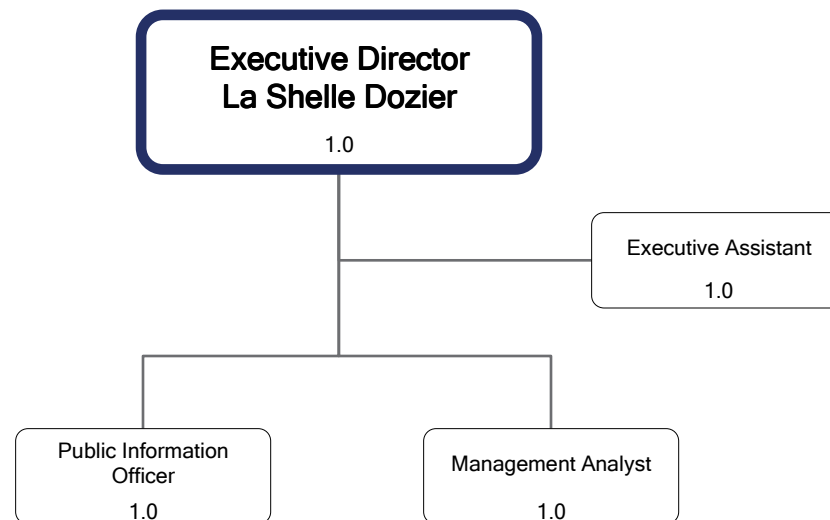 Executive Director
La Shelle Dozier
1.0
Executive Assistant
1.0
Public Information
Officer
1.0
Management Analyst
1.0